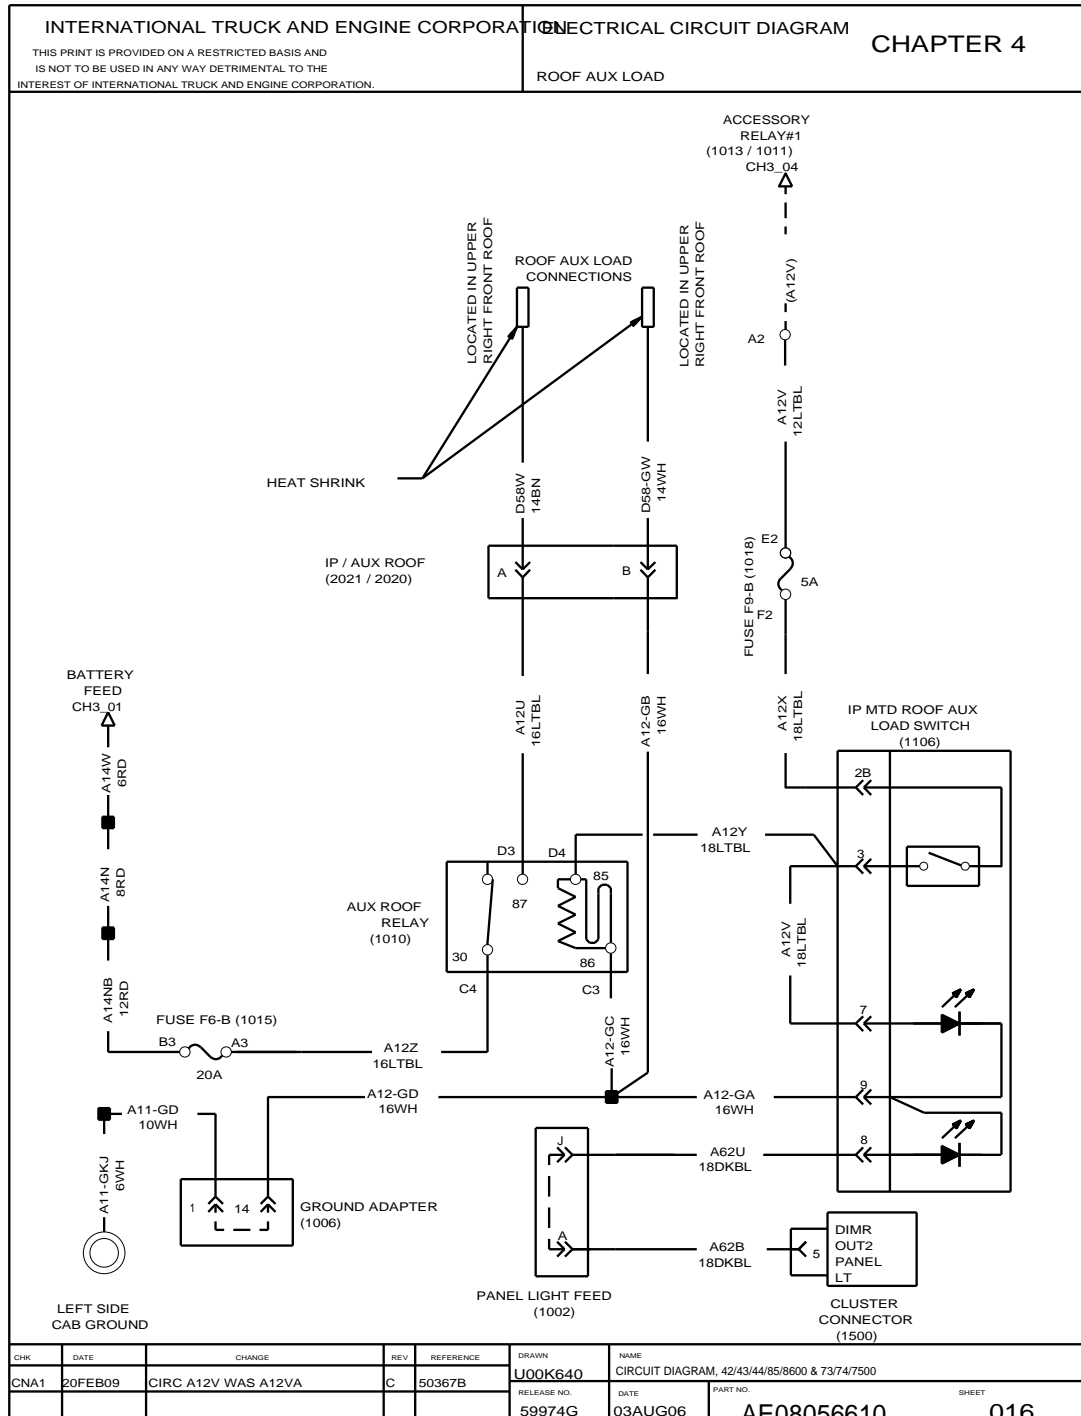 INTERNATIONAL TRUCK AND ENGINE CORPORATION
THIS PRINT IS PROVIDED ON A RESTRICTED BASIS AND
IS NOT TO BE USED IN ANY WAY DETRIMENTAL TO THE
INTEREST OF INTERNATIONAL TRUCK AND ENGINE CORPORATION.
ELECTRICAL CIRCUIT DIAGRAM
ROOF AUX LOAD
CHAPTER 4
ACCESSORY
RELAY#1
(1013 / 1011)
CH3_04
(A12V)
A2
A12V
12LTBL
LOCATED IN UPPER
RIGHT FRONT ROOF
ROOF AUX LOAD
CONNECTIONS
LOCATED IN UPPER
RIGHT FRONT ROOF
HEAT SHRINK
D58W
14BN
D58-GW
14WH
IP / AUX ROOF
(2021 / 2020)
A
B
E2
FUSE F9-B (1018)
5A
F2
BATTERY
FEED
CH3_01
A14W
6RD
A14N
8RD
A14NB
12RD
A12U
16LTBL
A12-GB
16WH
A12X
18LTBL
IP MTD ROOF AUX
LOAD SWITCH
(1106)
2B
3
7
9
8
A12Y
18LTBL
A12V
18LTBL
D3
D4
85
87
AUX ROOF
RELAY
(1010)
30
86
C4
C3
A12-GC
16WH
FUSE F6-B (1015)
B3
A3
20A
A12Z
16LTBL
A12-GD
16WH
A12-GA
16WH
A11-GD
10WH
A11-GKJ
6WH
1
14
GROUND ADAPTER
(1006)
LEFT SIDE
CAB GROUND
J
A
A62U
18DKBL
A62B
18DKBL
PANEL LIGHT FEED
(1002)
5
DIMR
OUT2
PANEL
LT
CLUSTER
CONNECTOR
(1500)
CHK
DATE
CHANGE
REV
REFERENCE
DRAWN
NAME
CNA1
20FEB09
CIRC A12V WAS A12VA
C
50367B
U00K640
CIRCUIT DIAGRAM, 42/43/44/85/8600 & 73/74/7500
RELEASE NO.
DATE
PART NO.
SHEET
59974G
03AUG06
AE08056610
016